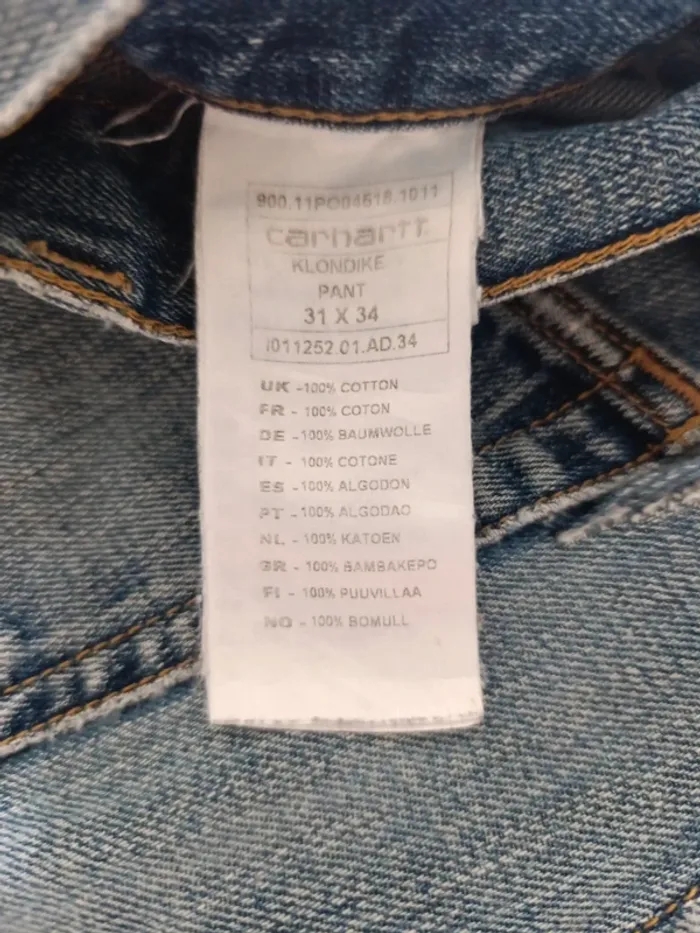 900.11PO04618.1011
carhartt
KLONDIKE
PANT
31 X 34
I011252.01.AD.34
UK -100% COTTON
FR - 100% COTON
DE -100% BAUMWOLLE
IT - 100% COTONE
ES -100% ALGODON
PT -100% ALGODAO
NL - 100% KATOEN
GR - 100% BAMBAKEPO
FI - 100% PUUVILLAA
NO -100% BOMULL